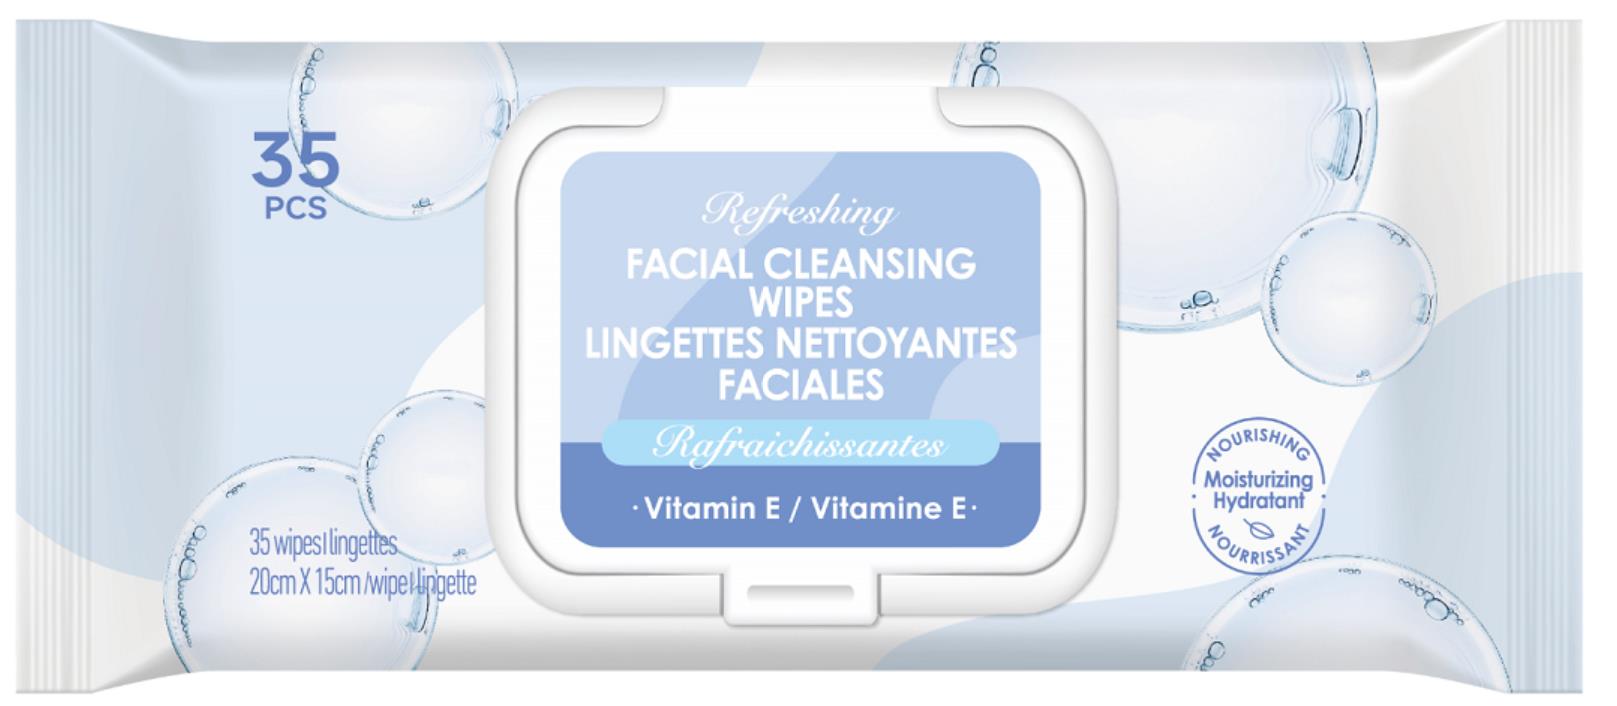 35
PCS
Refreshing
FACIAL CLEANSING
WIPES
LINGETTES NETTOYANTES
FACIALES
Rafraichissantes
· Vitamin E / Vitamine E ·
35 wipes|lingettes
20cm X 15cm /wipe|lingette
NOURISHING
Moisturizing
Hydratant
NOURRISSANT